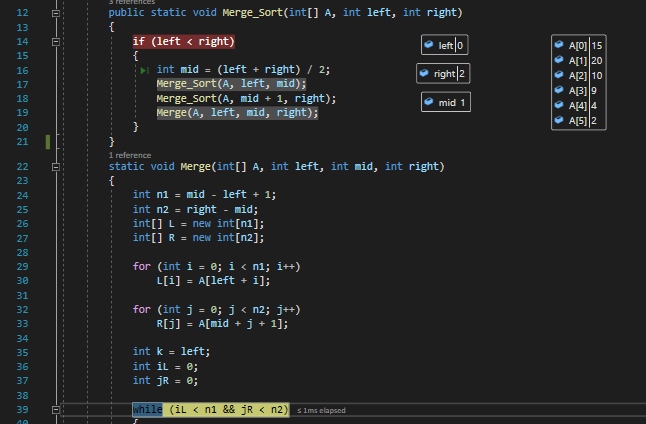 3 references
12 public static void Merge_Sort(int[] A, int left, int right)
13 {
14 if (left < right)
left 0
A[0] 15
15 {
A[1] 20
16 int mid = (left + right) / 2;
right 2
A[2] 10
17 Merge_Sort(A, left, mid);
A[3] 9
18 Merge_Sort(A, mid + 1, right);
mid 1
A[4] 4
19 Merge(A, left, mid, right);
A[5] 2
20 }
21 }
1 reference
22 static void Merge(int[] A, int left, int mid, int right)
23 {
24 int n1 = mid - left + 1;
25 int n2 = right - mid;
26 int[] L = new int[n1];
27 int[] R = new int[n2];
28
29 for (int i = 0; i < n1; i++)
30 L[i] = A[left + i];
31
32 for (int j = 0; j < n2; j++)
33 R[j] = A[mid + j + 1];
34
35 int k = left;
36 int iL = 0;
37 int jR = 0;
38
39 while (iL < n1 && jR < n2) ≤ 1ms elapsed
40 {